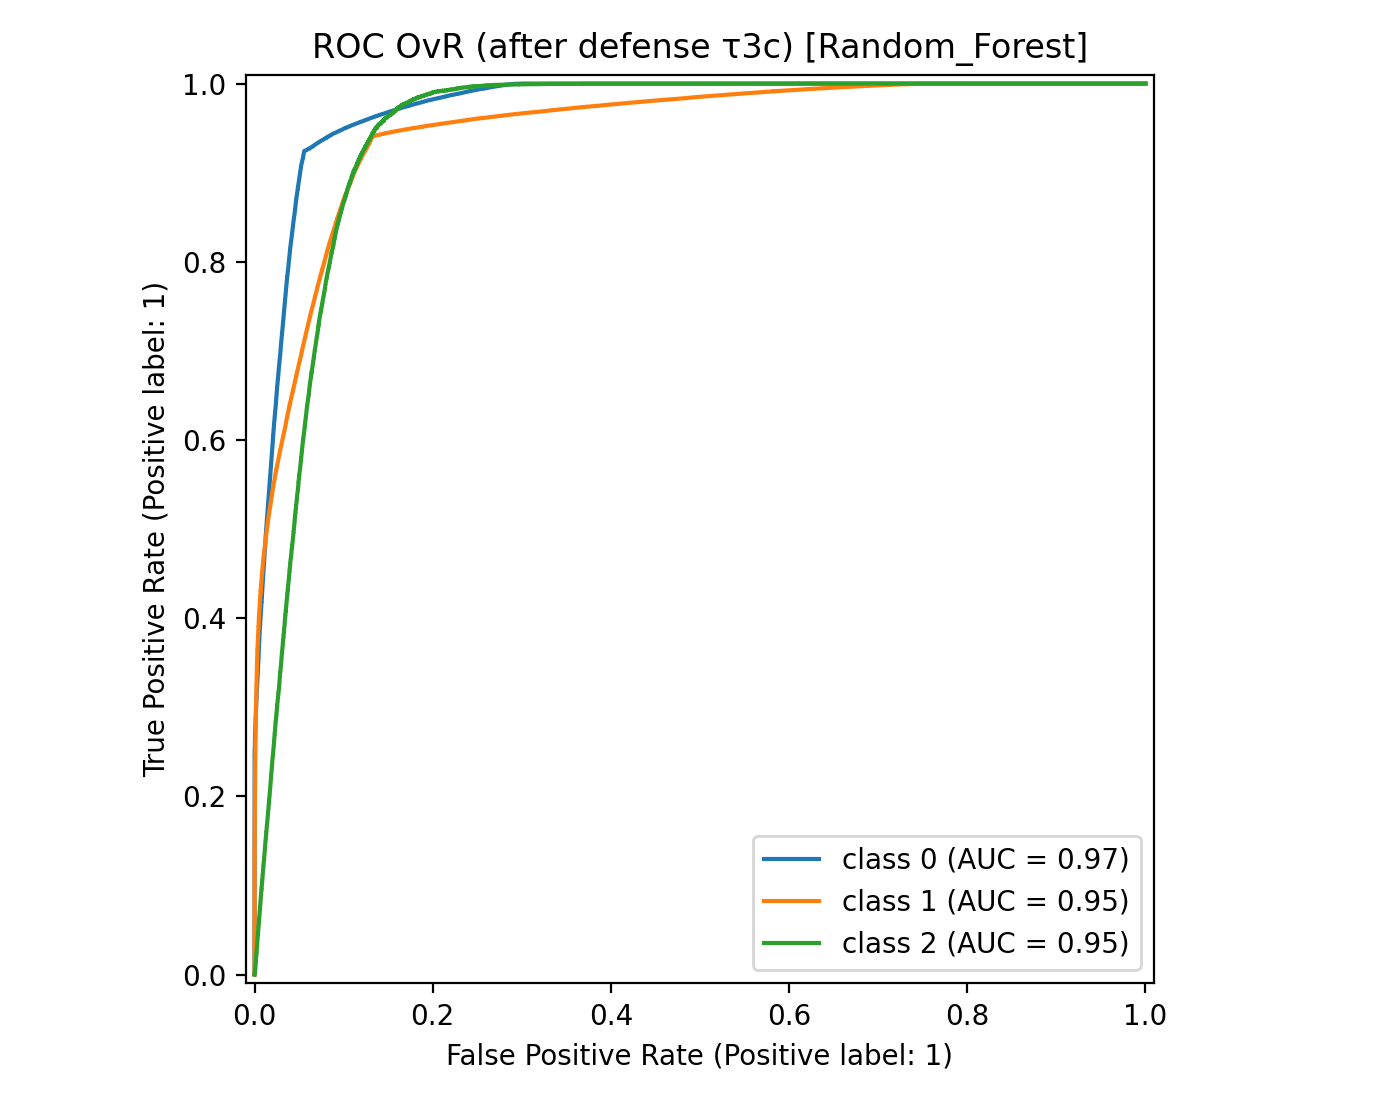 ROC OvR (after defense τ3c) [Random_Forest]
True Positive Rate (Positive label: 1)
1.0
0.8
0.6
0.4
0.2
0.0
class 0 (AUC = 0.97)
class 1 (AUC = 0.95)
class 2 (AUC = 0.95)
0.0 0.2 0.4 0.6 0.8 1.0
False Positive Rate (Positive label: 1)